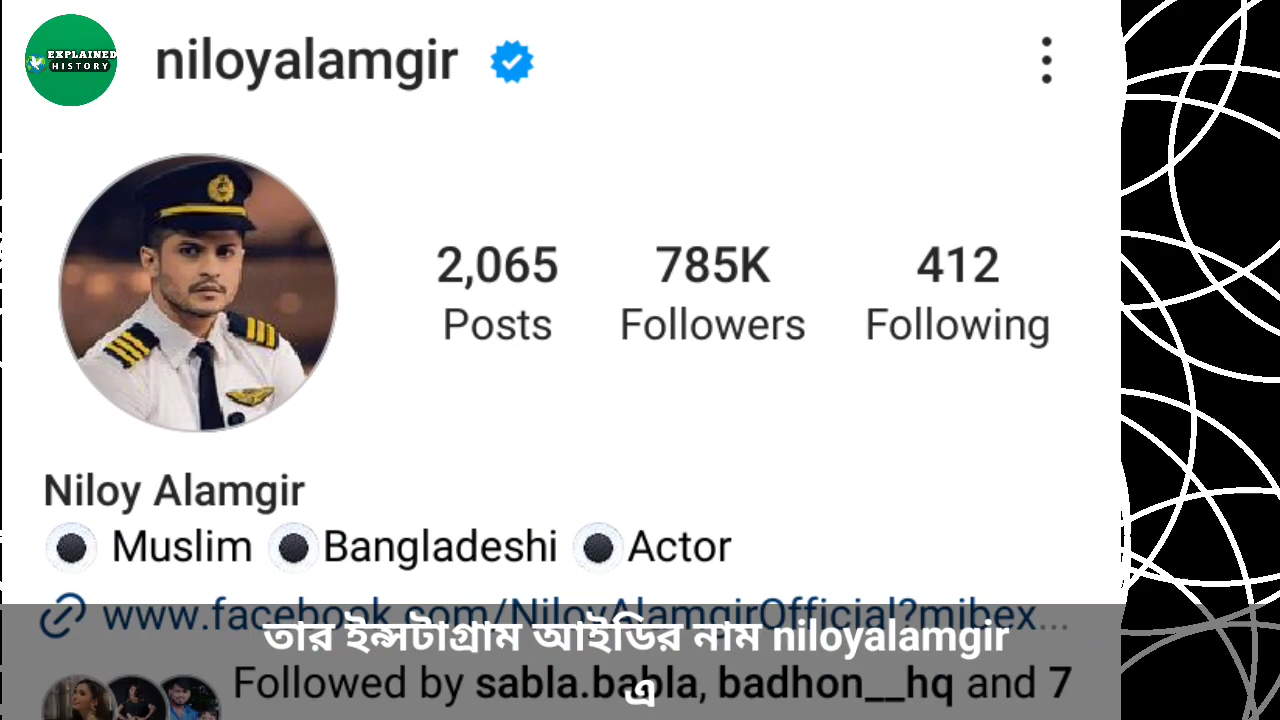 EXPLAINED
HISTORY
niloyalamgir
2,065 785K 412
Posts Followers Following
Niloy Alamgir
Muslim Bangladeshi Actor
www.facebook.com/NiloyAlamgirOfficial?mibex...
তার ইন্সটাগ্রাম আইডির নাম niloyalamgir
এ
Followed by sabla.babla, badhon__hq and 7